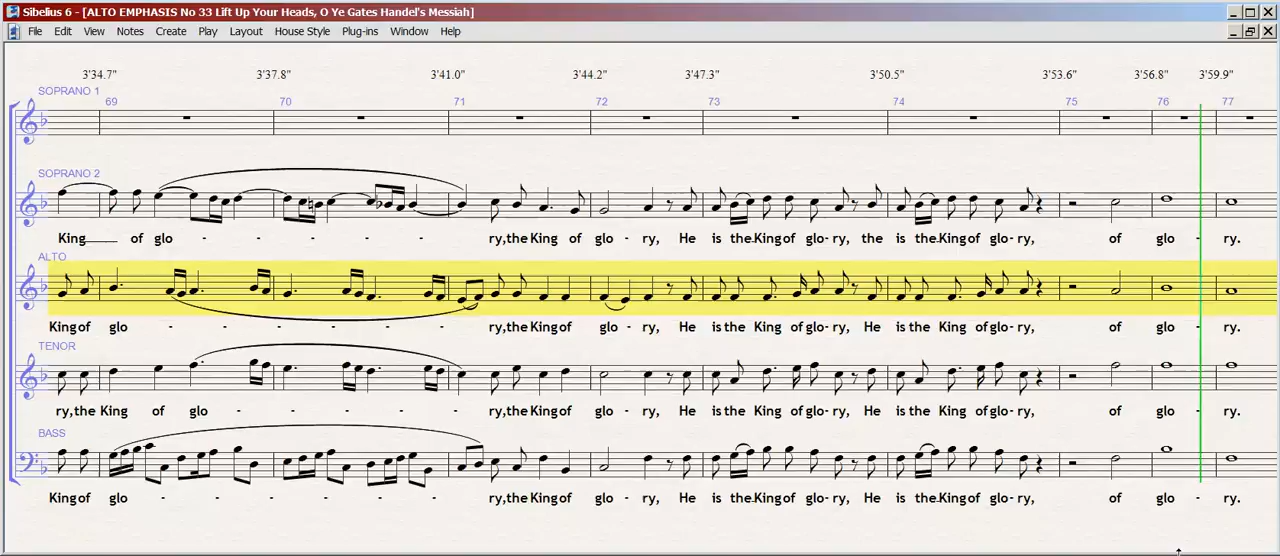 Sibelius 6 - [ALTO EMPHASIS No 33 Lift Up Your Heads, O Ye Gates Handel's Messiah]
File Edit View Notes Create Play Layout House Style Plug-ins Window Help
3'34.7" 3'37.8" 3'41.0" 3'44.2" 3'47.3" 3'50.5" 3'53.6" 3'56.8" 3'59.9"
SOPRANO 1
69 70 71 72 73 74 75 76 77
SOPRANO 2
King____ of glo - - - - - - ry,the King of glo - ry, He is the King of glo- ry, the is the King of glo- ry, of glo - ry.
ALTO
King of glo - - - - - - - - ry,the King of glo - ry, He is the King of glo- ry, He is the King of glo- ry, of glo - ry.
TENOR
ry,the King of glo - - - - - ry,the King of glo - ry, He is the King of glo- ry, He is the King of glo- ry, of glo - ry.
BASS
King of glo - - - - - - - - ry,the King of glo - ry, He is the King of glo- ry, He is the King of glo- ry, of glo - ry.